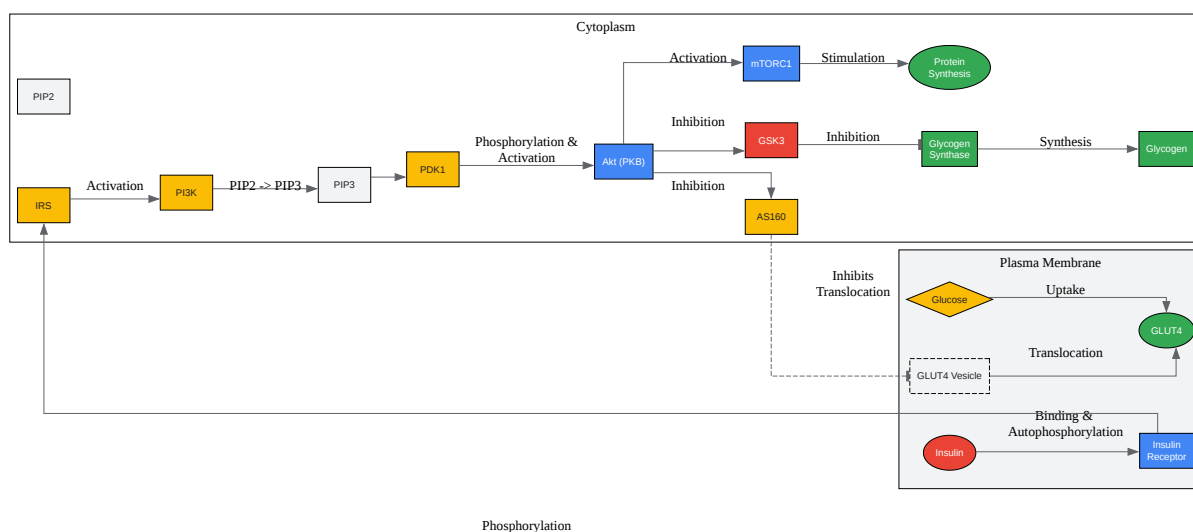 Cytoplasm
Activation
mTORC1
Stimulation
Protein
Synthesis
PIP2
Phosphorylation &
Activation
Inhibition
GSK3
Inhibition
Glycogen
Synthase
Synthesis
Glycogen
Akt (PKB)
PDK1
Activation
PI3K
PIP2 -> PIP3
PIP3
Inhibition
IRS
AS160
Plasma Membrane
Inhibits
Translocation
Glucose
Uptake
GLUT4
Translocation
GLUT4 Vesicle
Binding &
Autophosphorylation
Insulin
Insulin
Receptor
Phosphorylation